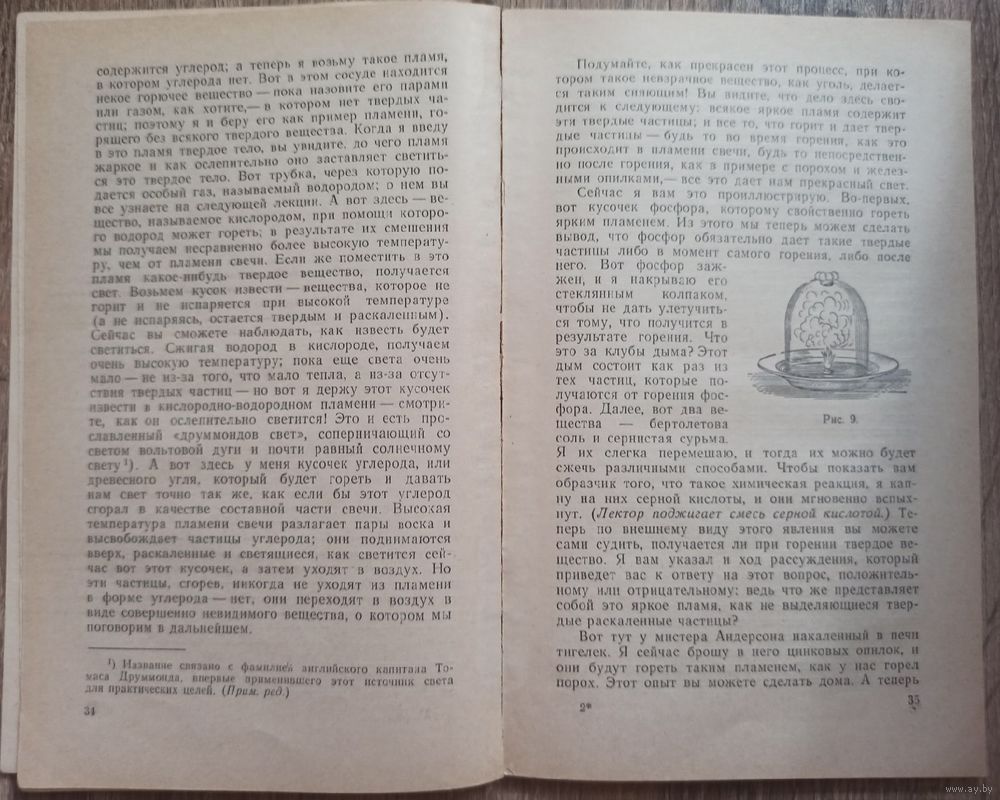 содержится углерод; а теперь я возьму такое пламя,
в котором углерода нет. Вот в этом сосуде находится
некое горючее вещество — пока назовите его парами
или газом, как хотите,— в котором нет твердых ча-
стиц; поэтому я и беру его как пример пламени, го-
рящего без всякого твердого вещества. Когда я введу
в это пламя твердое тело, вы увидите, до чего пламя
жаркое и как ослепительно оно заставляет светить-
ся это твердое тело. Вот трубка, через которую по-
дается особый газ, называемый водородом; о нем вы
все узнаете на следующей лекции. А вот здесь — ве-
щество, называемое кислородом, при помощи которо-
го водород может гореть; в результате их смешения
мы получаем несравненно более высокую температу-
ру, чем от пламени свечи. Если же поместить в это
пламя какое-нибудь твердое вещество, получается
свет. Возьмем кусок извести — вещества, которое не
горит и не испаряется при высокой температуре
(а не испаряясь, остается твердым и раскаленным).
Сейчас вы сможете наблюдать, как известь будет
светиться. Сжигая водород в кислороде, получаем
очень высокую температуру; пока еще света очень
мало — не из-за того, что мало тепла, а из-за отсут-
ствия твердых частиц — но вот я держу этот кусочек
извести в кислородно-водородном пламени — смотри-
те, как он ослепительно светится! Это и есть про-
славленный «друммондов свет», соперничающий со
светом вольтовой дуги и почти равный солнечному
свету ¹). А вот здесь у меня кусочек углерода, или
древесного угля, который будет гореть и давать
нам свет точно так же, как если бы этот углерод
сгорал в качестве составной части свечи. Высокая
температура пламени свечи разлагает пары воска и
высвобождает частицы углерода; они поднимаются
вверх, раскаленные и светящиеся, как светится сей-
час вот этот кусочек, а затем уходят в воздух. Но
эти частицы, сгорев, никогда не уходят из пламени
в форме углерода — нет, они переходят в воздух в
виде совершенно невидимого вещества, о котором мы
поговорим в дальнейшем.
¹) Название связано с фамилией английского капитана То-
маса Друммонда, впервые применившего этот источник света
для практических целей. (Прим. ред.)
34
Подумайте, как прекрасен этот процесс, при ко-
тором такое невзрачное вещество, как уголь, делает-
ся таким сияющим! Вы видите, что дело здесь сво-
дится к следующему: всякое яркое пламя содержит
эти твердые частицы; и все то, что горит и дает твер-
дые частицы — будь то во время горения, как это
происходит в пламени свечи, будь то непосредствен-
но после горения, как в примере с порохом и желез-
ными опилками,— все это дает нам прекрасный свет.
Сейчас я вам это проиллюстрирую. Во-первых,
вот кусочек фосфора, которому свойственно гореть
ярким пламенем. Из этого мы теперь можем сделать
вывод, что фосфор обязательно дает такие твердые
частицы либо в момент самого горения, либо после
него. Вот фосфор заж-
жен, и я накрываю его
стеклянным колпаком,
чтобы не дать улетучить-
ся тому, что получится в
результате горения. Что
это за клубы дыма? Этот
дым состоит как раз из
тех частиц, которые по-
лучаются от горения фос-
фора. Далее, вот два ве-
щества — бертолетова
соль и сернистая сурьма.
Рис. 9.
Я их слегка перемешаю, и тогда их можно будет
сжечь различными способами. Чтобы показать вам
образчик того, что такое химическая реакция, я кап-
ну на них серной кислоты, и они мгновенно вспых-
нут. (Лектор поджигает смесь серной кислотой.) Те-
перь по внешнему виду этого явления вы можете
сами судить, получается ли при горении твердое ве-
щество. Я вам указал и ход рассуждения, который
приведет вас к ответу на этот вопрос, положитель-
ному или отрицательному: ведь что же представляет
собой это яркое пламя, как не выделяющиеся твер-
дые раскаленные частицы?
Вот тут у мистера Андерсона накаленный в печи
тигелек. Я сейчас брошу в него цинковых опилок, и
они будут гореть таким пламенем, как у нас горел
порох. Этот опыт вы можете сделать дома. А теперь
2*
35
www.ay.by